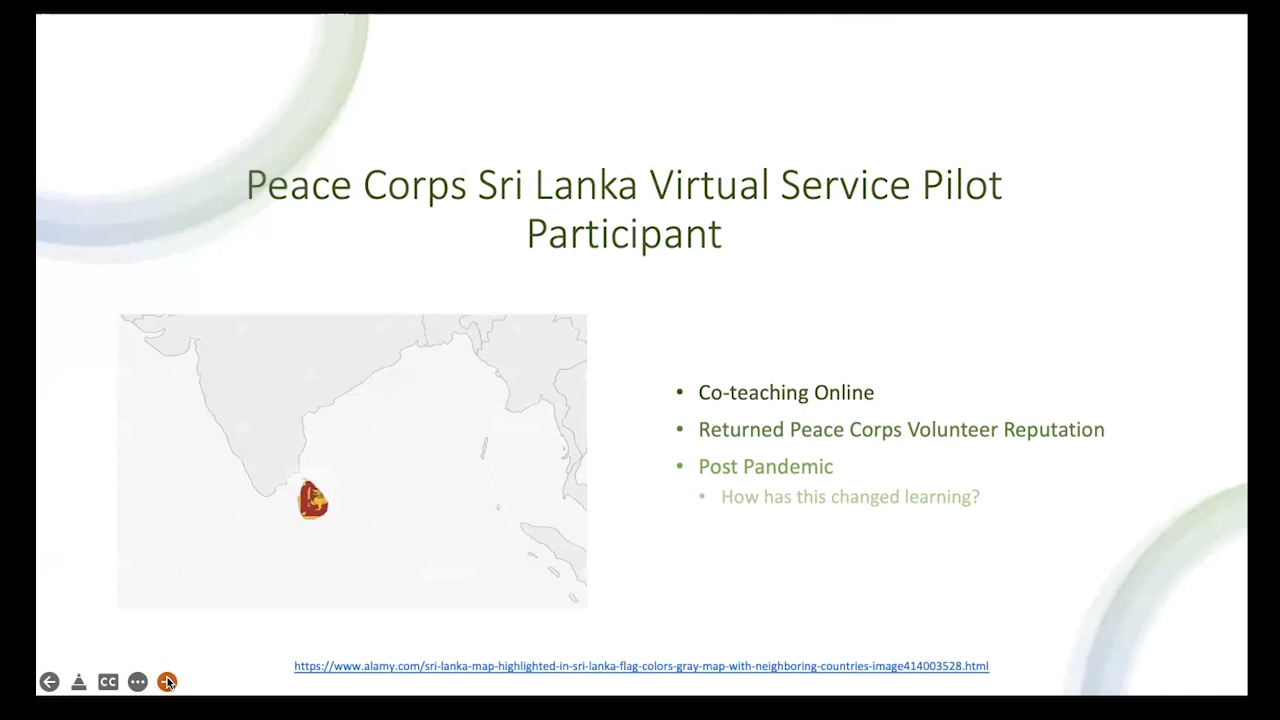 Peace Corps Sri Lanka Virtual Service Pilot
Participant
• Co-teaching Online
• Returned Peace Corps Volunteer Reputation
• Post Pandemic
• How has this changed learning?
https://www.alamy.com/sri-lanka-map-highlighted-in-sri-lanka-flag-colors-gray-map-with-neighboring-countries-image414003528.html
CC